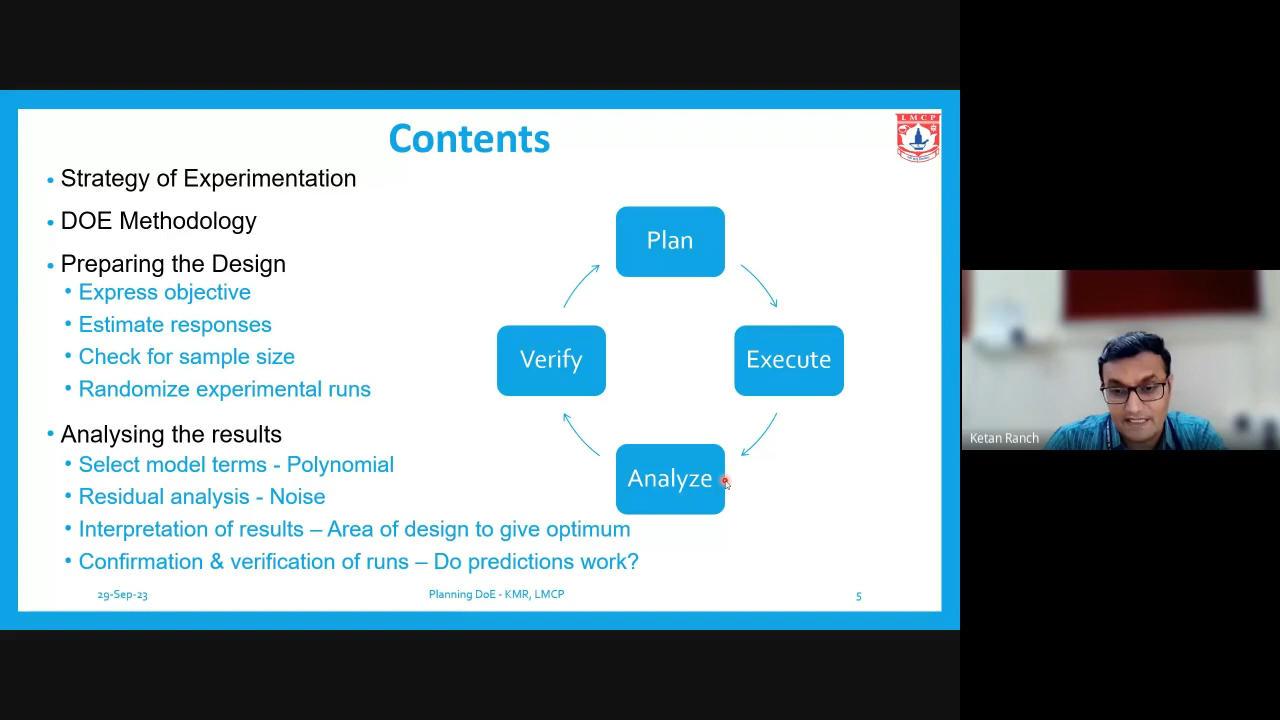 Contents
LMCP
• Strategy of Experimentation
• DOE Methodology
• Preparing the Design
• Express objective
• Estimate responses
• Check for sample size
• Randomize experimental runs
• Analysing the results
• Select model terms - Polynomial
• Residual analysis - Noise
• Interpretation of results – Area of design to give optimum
• Confirmation & verification of runs – Do predictions work?
Plan
Verify
Execute
Analyze
29-Sep-23
Planning DoE - KMR, LMCP
5
Ketan Ranch